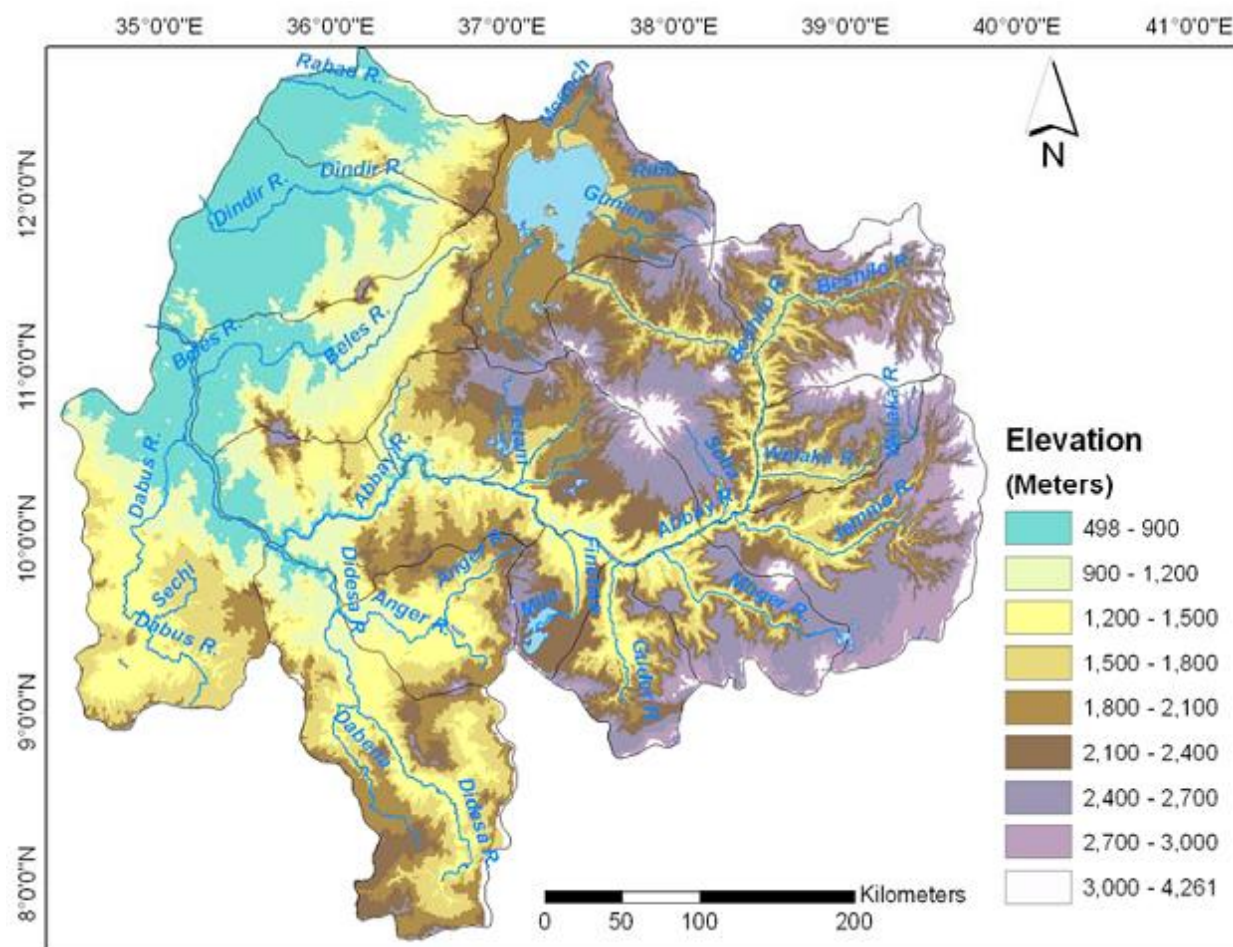 35°0'0"E 36°0'0"E 37°0'0"E 38°0'0"E 39°0'0"E 40°0'0"E 41°0'0"E
12°0'0"N
11°0'0"N
10°0'0"N
9°0'0"N
8°0'0"N
N
Rahad R.
Dindir R.
Dindir R.
Ribb
Gumera
Beshilo R.
Beshilo R.
Beles R.
Beles R.
Welaka R.
Welaka R.
Dabus R.
Abbay R.
Abbay R.
Jemma R.
Sechi
Dabus R.
Didesa R.
Anger R.
Anger R.
Muger R.
Guder R.
Dabena
Didesa R.
Elevation
(Meters)
498 - 900
900 - 1,200
1,200 - 1,500
1,500 - 1,800
1,800 - 2,100
2,100 - 2,400
2,400 - 2,700
2,700 - 3,000
3,000 - 4,261
Kilometers
0 50 100 200